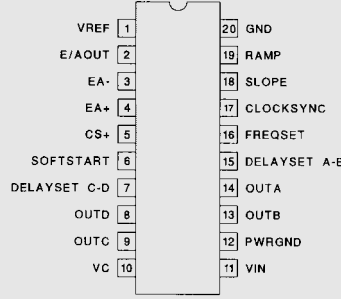 VREF 1 20 GND
E/AOUT 2 19 RAMP
EA- 3 18 SLOPE
EA+ 4 17 CLOCKSYNC
CS+ 5 16 FREQSET
SOFTSTART 6 15 DELAYSET A-B
DELAYSET C-D 7 14 OUTA
OUTD 8 13 OUTB
OUTC 9 12 PWRGND
VC 10 11 VIN